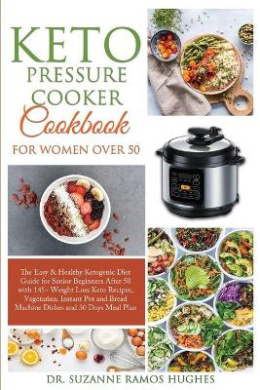 KETO
PRESSURE
COOKER
Cookbook
FOR WOMEN OVER 50
The Easy & Healthy Ketogenic Diet
Guide for Senior Beginners After 50
with 145+ Weight Loss Keto Recipes,
Vegetarian, Instant Pot and Bread
Machine Dishes and 30 Days Meal Plan
DR. SUZANNE RAMOS HUGHES